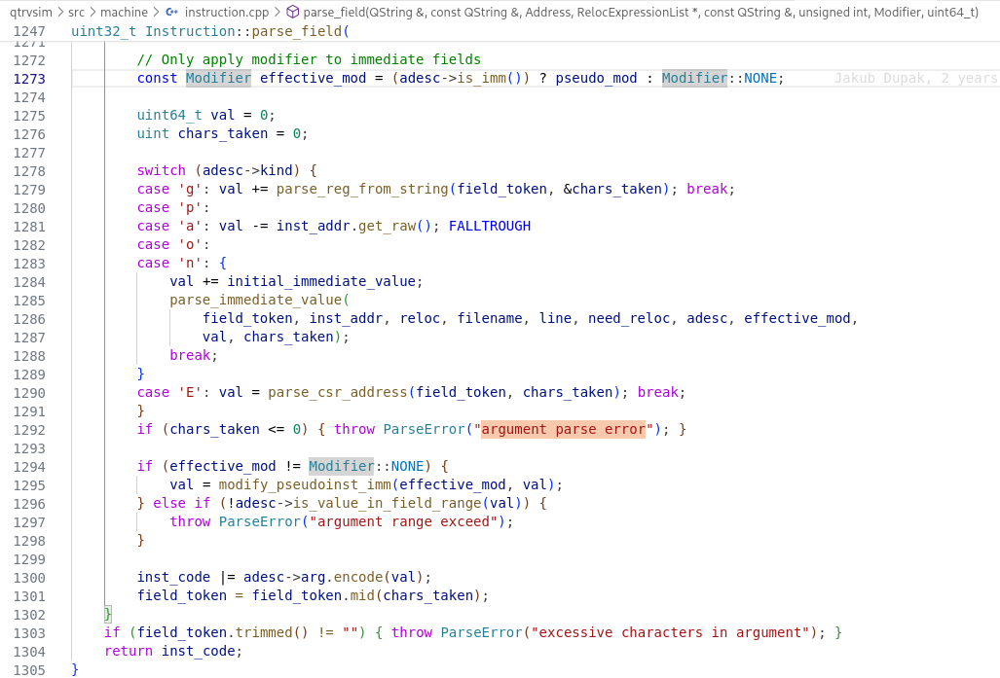 qtrvsim > src > machine > instruction.cpp > parse_field(QString &, const QString &, Address, RelocExpressionList *, const QString &, unsigned int, Modifier, uint64_t)
1247 uint32_t Instruction::parse_field(
1271
1272 // Only apply modifier to immediate fields
1273 const Modifier effective_mod = (adesc->is_imm()) ? pseudo_mod : Modifier::NONE; Jakub Dupak, 2 years
1274
1275 uint64_t val = 0;
1276 uint chars_taken = 0;
1277
1278 switch (adesc->kind) {
1279 case 'g': val += parse_reg_from_string(field_token, &chars_taken); break;
1280 case 'p':
1281 case 'a': val -= inst_addr.get_raw(); FALLTROUGH
1282 case 'o':
1283 case 'n': {
1284 val += initial_immediate_value;
1285 parse_immediate_value(
1286 field_token, inst_addr, reloc, filename, line, need_reloc, adesc, effective_mod,
1287 val, chars_taken);
1288 break;
1289 }
1290 case 'E': val = parse_csr_address(field_token, chars_taken); break;
1291 }
1292 if (chars_taken <= 0) { throw ParseError("argument parse error"); }
1293
1294 if (effective_mod != Modifier::NONE) {
1295 val = modify_pseudoinst_imm(effective_mod, val);
1296 } else if (!adesc->is_value_in_field_range(val)) {
1297 throw ParseError("argument range exceed");
1298 }
1299
1300 inst_code |= adesc->arg.encode(val);
1301 field_token = field_token.mid(chars_taken);
1302 }
1303 if (field_token.trimmed() != "") { throw ParseError("excessive characters in argument"); }
1304 return inst_code;
1305 }